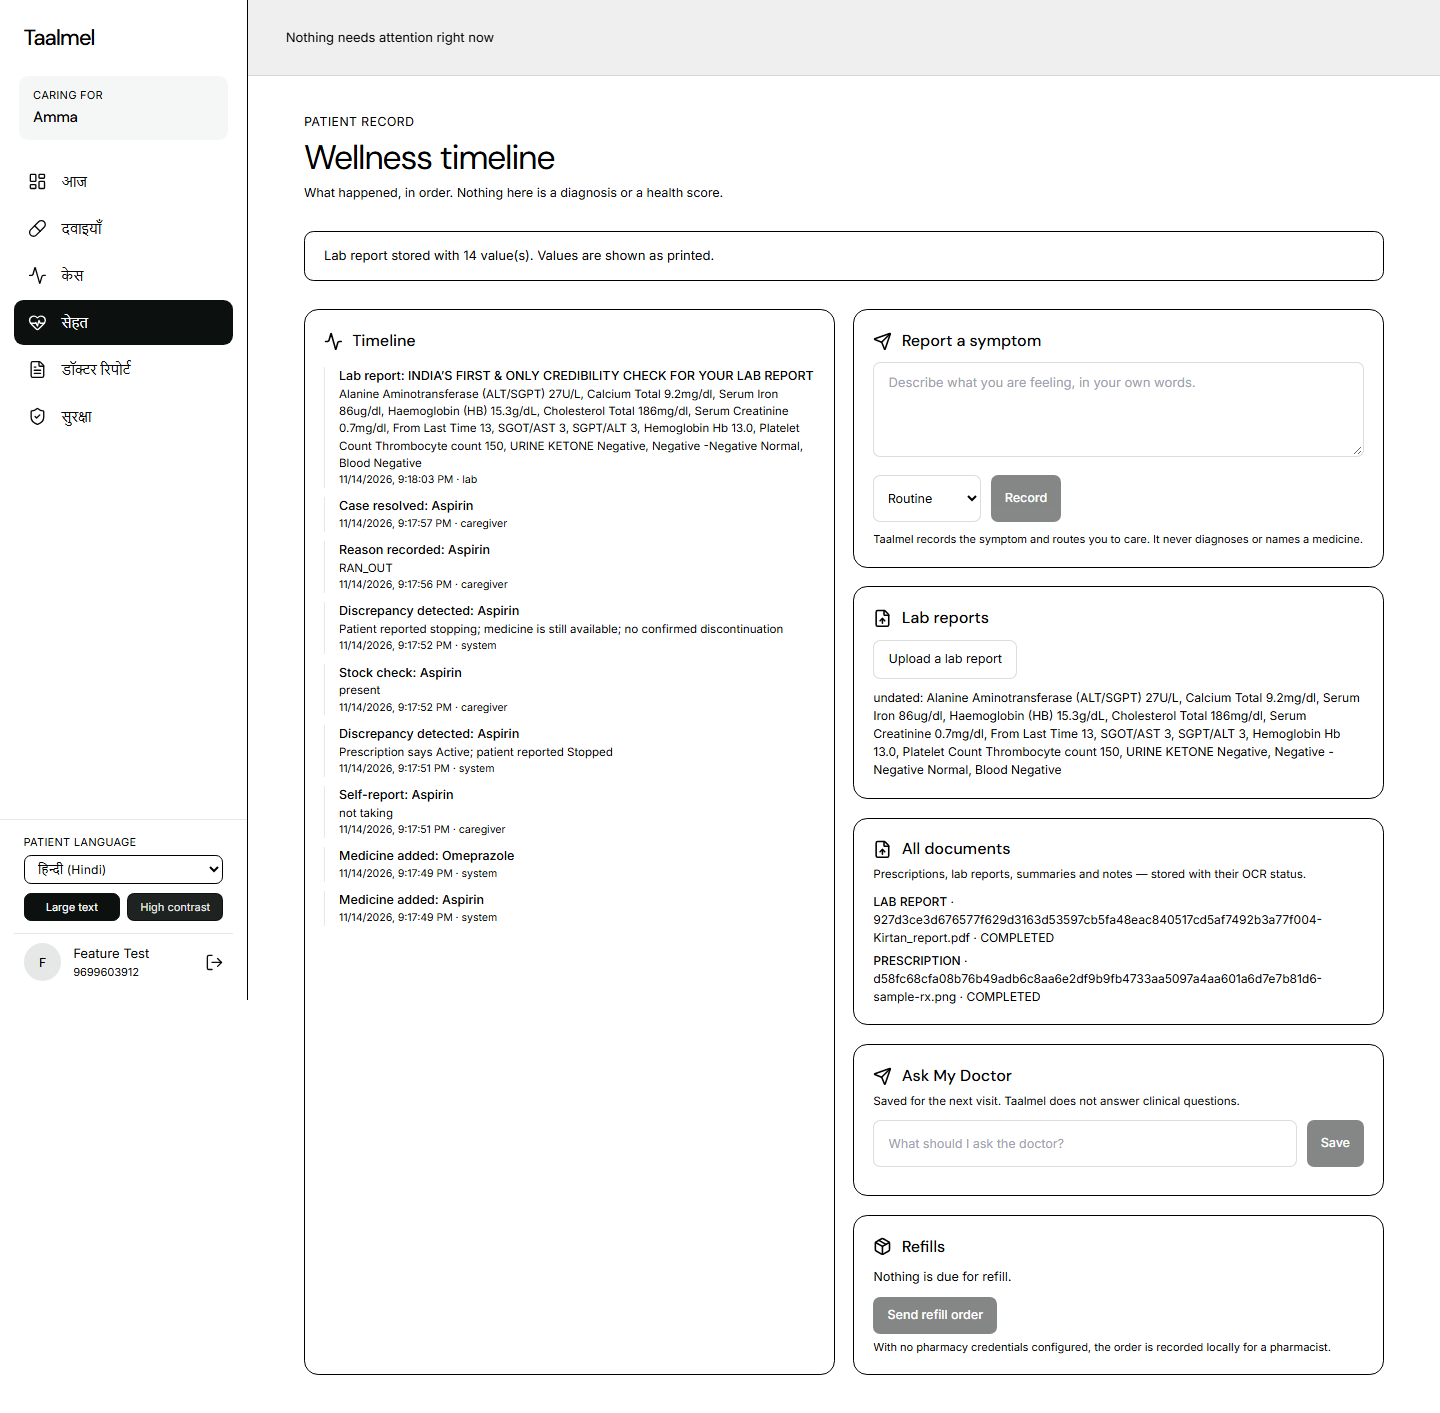 Taalmel
CARING FOR
Amma
आज
दवाइयाँ
केस
सेहत
डॉक्टर रिपोर्ट
सुरक्षा
PATIENT LANGUAGE
हिन्दी (Hindi)
Large text
High contrast
F
Feature Test
9699603912
Nothing needs attention right now
PATIENT RECORD
Wellness timeline
What happened, in order. Nothing here is a diagnosis or a health score.
Lab report stored with 14 value(s). Values are shown as printed.
Timeline
Lab report: INDIA'S FIRST & ONLY CREDIBILITY CHECK FOR YOUR LAB REPORT
Alanine Aminotransferase (ALT/SGPT) 27U/L, Calcium Total 9.2mg/dl, Serum Iron
86ug/dl, Haemoglobin (HB) 15.3g/dL, Cholesterol Total 186mg/dl, Serum Creatinine
0.7mg/dl, From Last Time 13, SGOT/AST 3, SGPT/ALT 3, Hemoglobin Hb 13.0, Platelet
Count Thrombocyte count 150, URINE KETONE Negative, Negative -Negative Normal,
Blood Negative
11/14/2026, 9:18:03 PM · lab
Case resolved: Aspirin
11/14/2026, 9:17:57 PM · caregiver
Reason recorded: Aspirin
RAN_OUT
11/14/2026, 9:17:56 PM · caregiver
Discrepancy detected: Aspirin
Patient reported stopping; medicine is still available; no confirmed discontinuation
11/14/2026, 9:17:52 PM · system
Stock check: Aspirin
present
11/14/2026, 9:17:52 PM · caregiver
Discrepancy detected: Aspirin
Prescription says Active; patient reported Stopped
11/14/2026, 9:17:51 PM · system
Self-report: Aspirin
not taking
11/14/2026, 9:17:51 PM · caregiver
Medicine added: Omeprazole
11/14/2026, 9:17:49 PM · system
Medicine added: Aspirin
11/14/2026, 9:17:49 PM · system
Report a symptom
Describe what you are feeling, in your own words.
Routine
Record
Taalmel records the symptom and routes you to care. It never diagnoses or names a medicine.
Lab reports
Upload a lab report
undated: Alanine Aminotransferase (ALT/SGPT) 27U/L, Calcium Total 9.2mg/dl, Serum
Iron 86ug/dl, Haemoglobin (HB) 15.3g/dL, Cholesterol Total 186mg/dl, Serum
Creatinine 0.7mg/dl, From Last Time 13, SGOT/AST 3, SGPT/ALT 3, Hemoglobin Hb
13.0, Platelet Count Thrombocyte count 150, URINE KETONE Negative, Negative -
Negative Normal, Blood Negative
All documents
Prescriptions, lab reports, summaries and notes — stored with their OCR status.
LAB REPORT ·
927d3ce3d676577f629d3163d53597cb5fa48eac840517cd5af7492b3a77f004-
Kirtan_report.pdf · COMPLETED
PRESCRIPTION ·
d58fc68cfa08b76b49adb6c8aa6e2df9b9fb4733aa5097a4aa601a6d7e7b81d6-
sample-rx.png · COMPLETED
Ask My Doctor
Saved for the next visit. Taalmel does not answer clinical questions.
What should I ask the doctor?
Save
Refills
Nothing is due for refill.
Send refill order
With no pharmacy credentials configured, the order is recorded locally for a pharmacist.